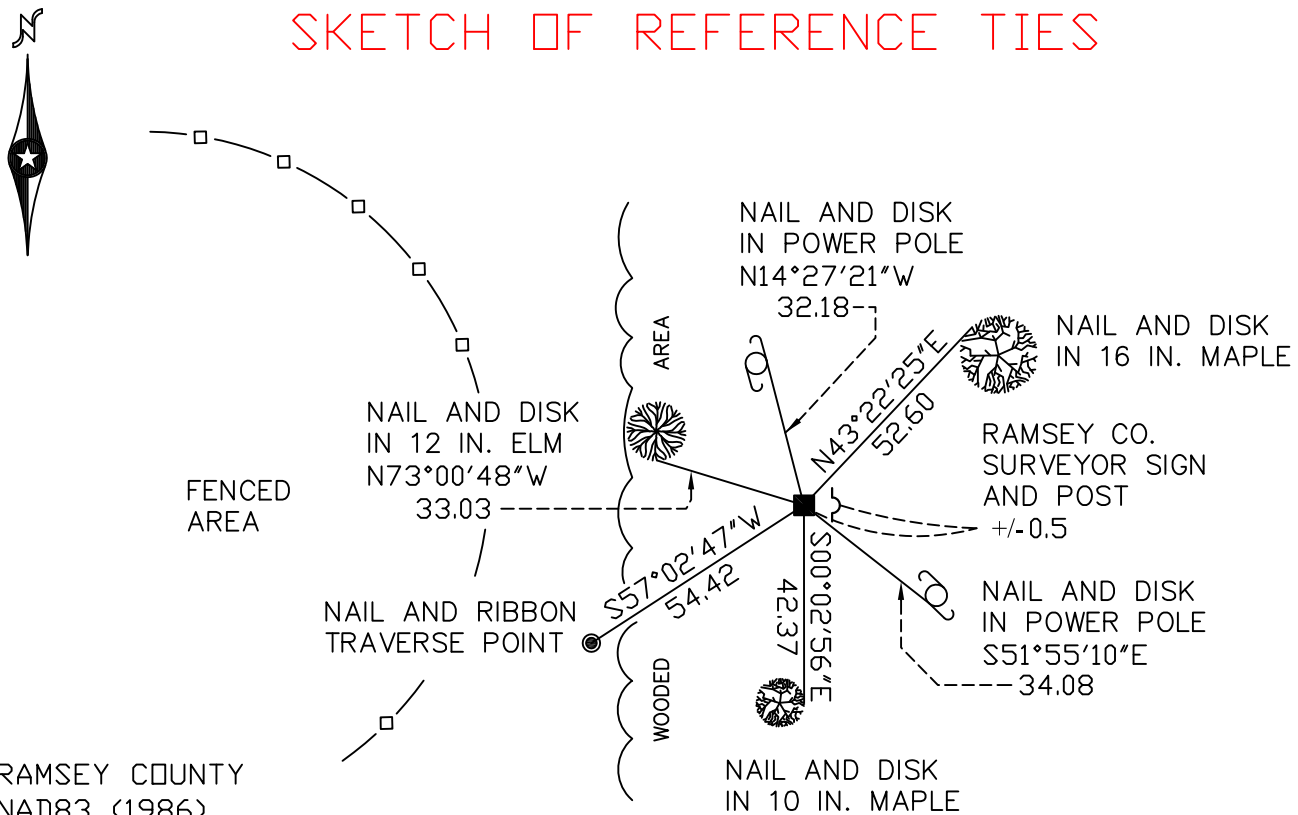 N
SKETCH OF REFERENCE TIES
NAIL AND DISK
IN POWER POLE
N14°27'21"W
32.18
AREA
N43°22'25"E
52.60
NAIL AND DISK
IN 16 IN. MAPLE
NAIL AND DISK
IN 12 IN. ELM
N73°00'48"W
33.03
RAMSEY CO.
SURVEYOR SIGN
AND POST
+/-0.5
FENCED
AREA
S57°02'47"W
54.42
S00°02'56"E
42.37
NAIL AND RIBBON
TRAVERSE POINT
NAIL AND DISK
IN POWER POLE
S51°55'10"E
34.08
WOODED
NAIL AND DISK
IN 10 IN. MAPLE
RAMSEY COUNTY
NAD83 (1986)